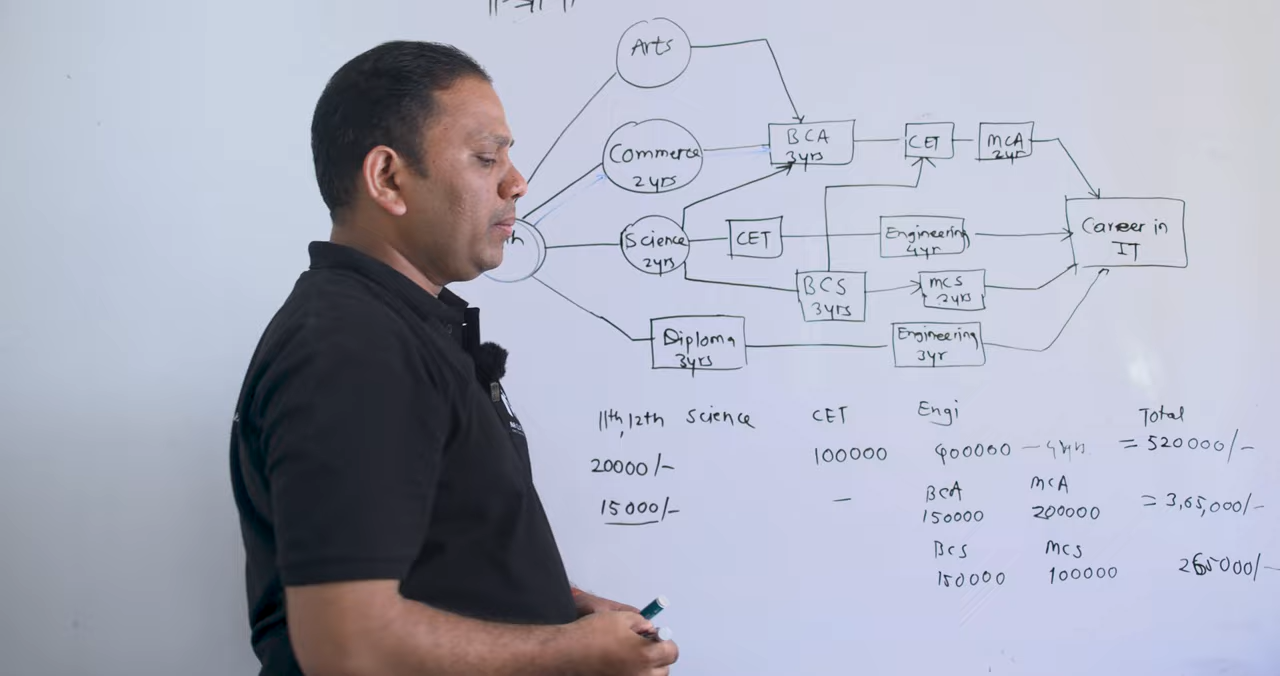 Arts
Commerce
2yrs
BCA
3yrs
CET
MCA
2yr
th
Science
2yrs
CET
Engineering
4yr
Career in
IT
BCS
3yrs
MCS
2yrs
Diploma
3yrs
Engineering
3yr
11th,12th Science CET Engi Total
20000/- 100000 400000 – 4yrs = 520000/-
BCA MCA
15000/- – 150000 200000 = 3,65,000/-
BCS MCS
150000 100000 265000/-